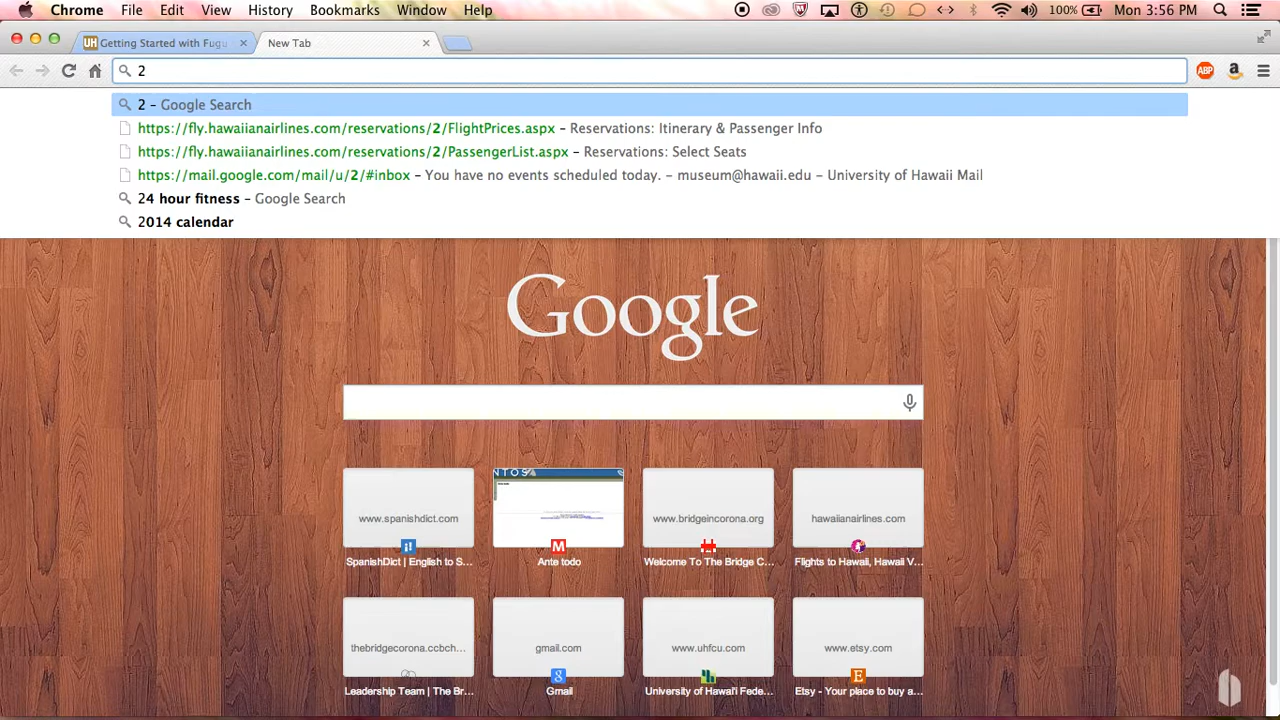 Chrome File Edit View History Bookmarks Window Help 100% Mon 3:56 PM
UH Getting Started with Fugu New Tab
2 ABP a
2 - Google Search
https://fly.hawaiianairlines.com/reservations/2/FlightPrices.aspx - Reservations: Itinerary & Passenger Info
https://fly.hawaiianairlines.com/reservations/2/PassengerList.aspx - Reservations: Select Seats
https://mail.google.com/mail/u/2/#inbox - You have no events scheduled today. - museum@hawaii.edu - University of Hawaii Mail
24 hour fitness - Google Search
2014 calendar
Google
NTOS
www.spanishdict.com www.bridgeincorona.org hawaiianairlines.com
M
SpanishDict | English to S... Ante todo Welcome To The Bridge C... Flights to Hawaii, Hawaii V...
thebridgecorona.ccbch... gmail.com www.uhfcu.com www.etsy.com
8 E
Leadership Team | The Br... Gmail University of Hawai'i Fede... Etsy - Your place to buy a...